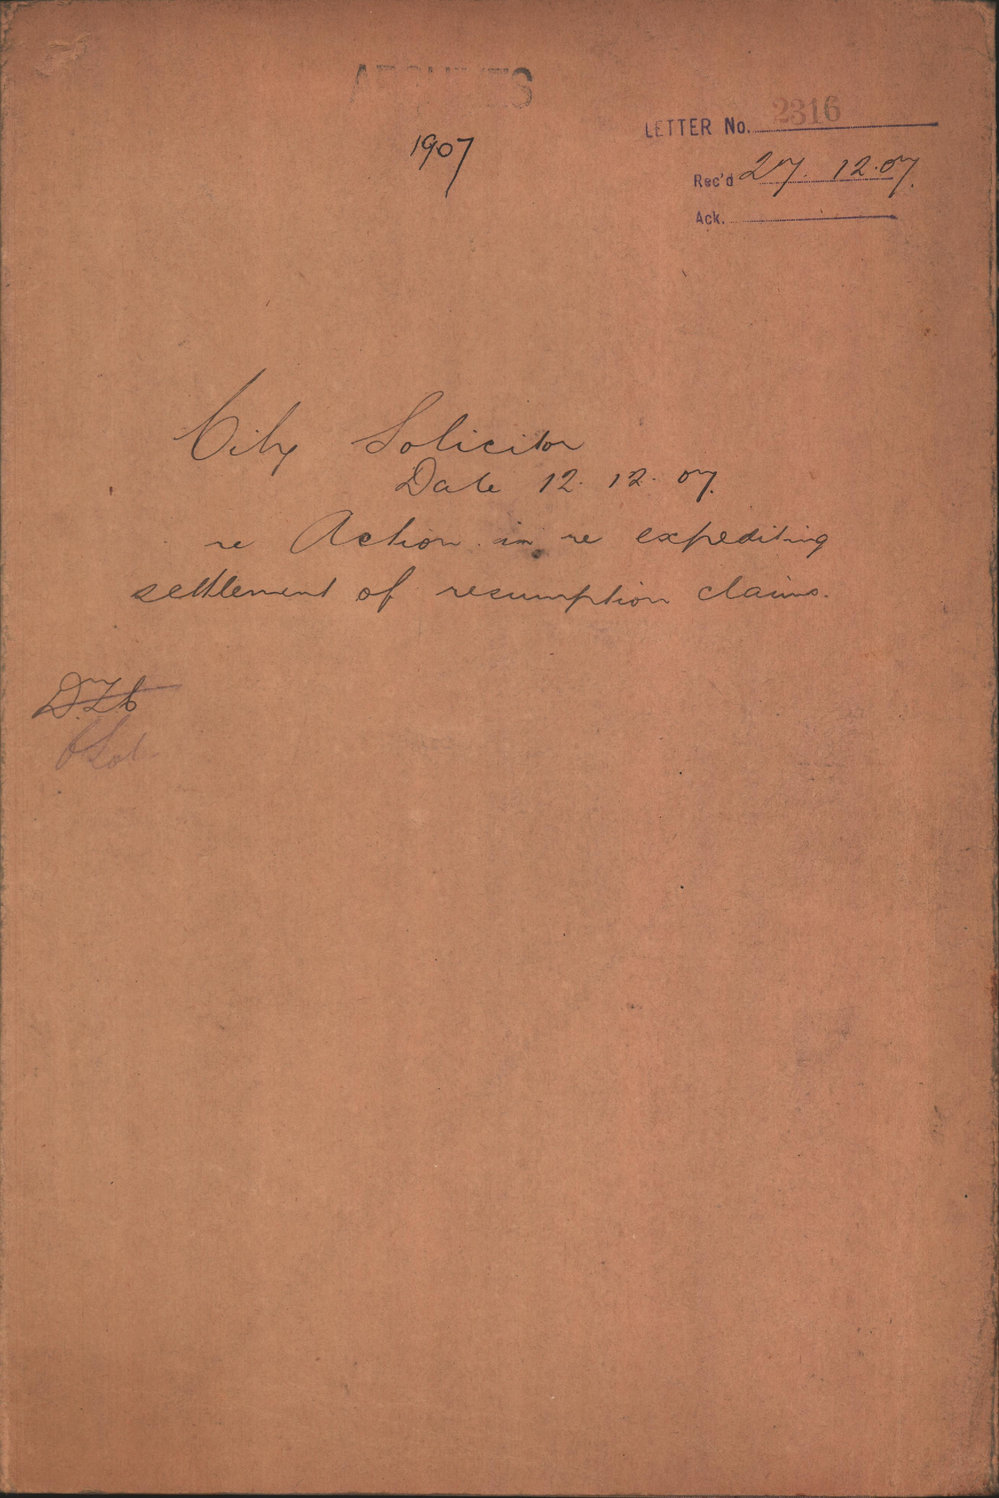 ARCHIVES
1907
LETTER No. 2316
Rec'd 27. 12.07.
Ack.
City Solicitor
Date 12. 12. 07.
re Action in re expediting
settlement of resumption claims.